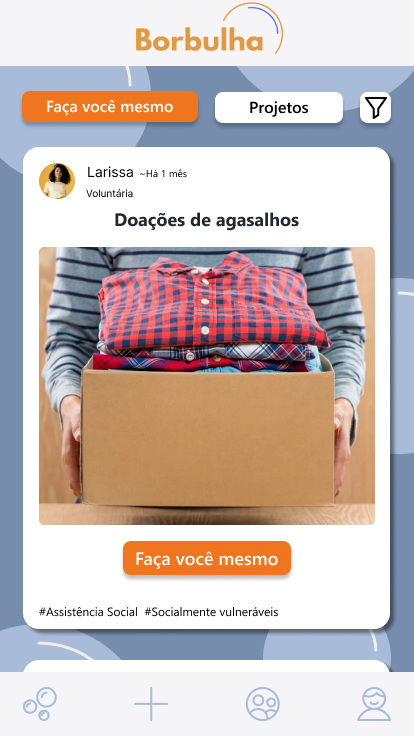 Borbulha
Faça você mesmo
Projetos
Larissa ~Há 1 mês
Voluntária
Doações de agasalhos
Faça você mesmo
#Assistência Social #Socialmente vulneráveis